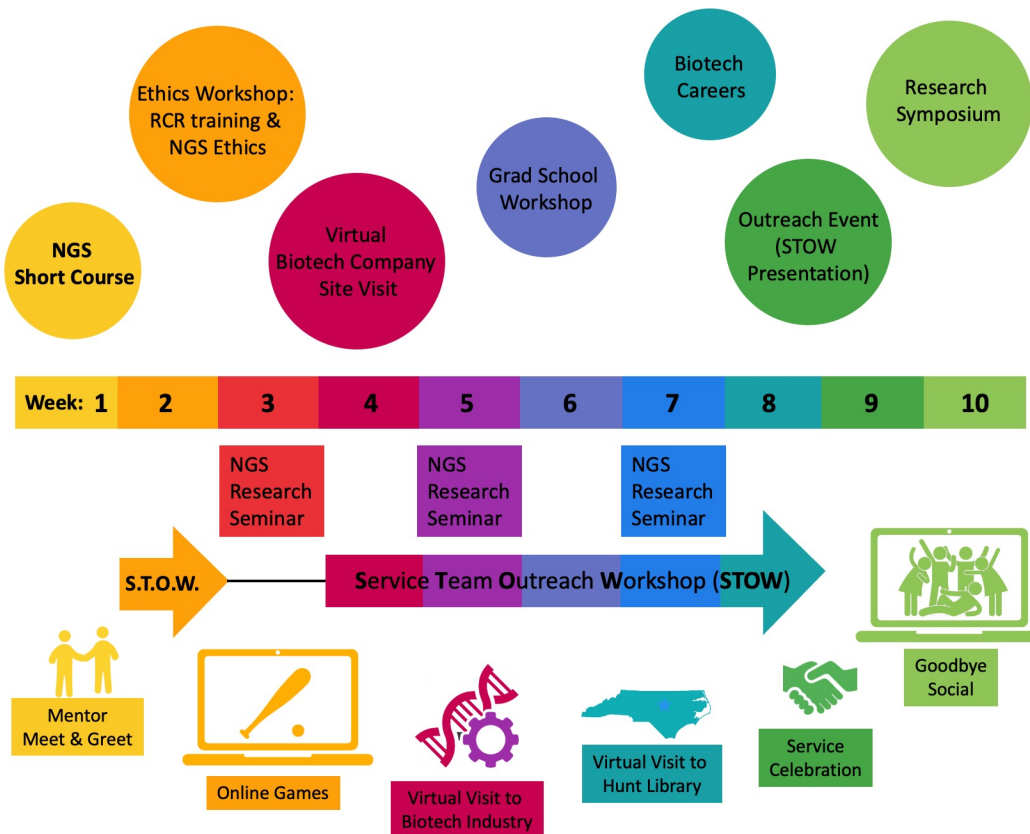 Ethics Workshop:
RCR training &
NGS Ethics
Biotech
Careers
Research
Symposium
Grad School
Workshop
NGS
Short Course
Virtual
Biotech Company
Site Visit
Outreach Event
(STOW
Presentation)
Week: 1 2 3 4 5 6 7 8 9 10
NGS
Research
Seminar
NGS
Research
Seminar
NGS
Research
Seminar
S.T.O.W.
Service Team Outreach Workshop (STOW)
Mentor
Meet & Greet
Online Games
Virtual Visit to
Biotech Industry
Virtual Visit to
Hunt Library
Service
Celebration
Goodbye
Social